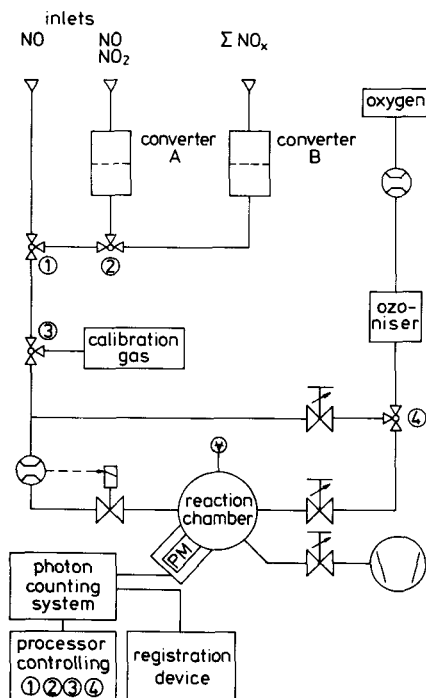 inlets
NO
NO
NO₂
Σ NOₓ
oxygen
converter
A
converter
B
①
②
ozo-
niser
③
calibration
gas
④
reaction
chamber
PM
photon
counting
system
processor
controlling
①②③④
registration
device